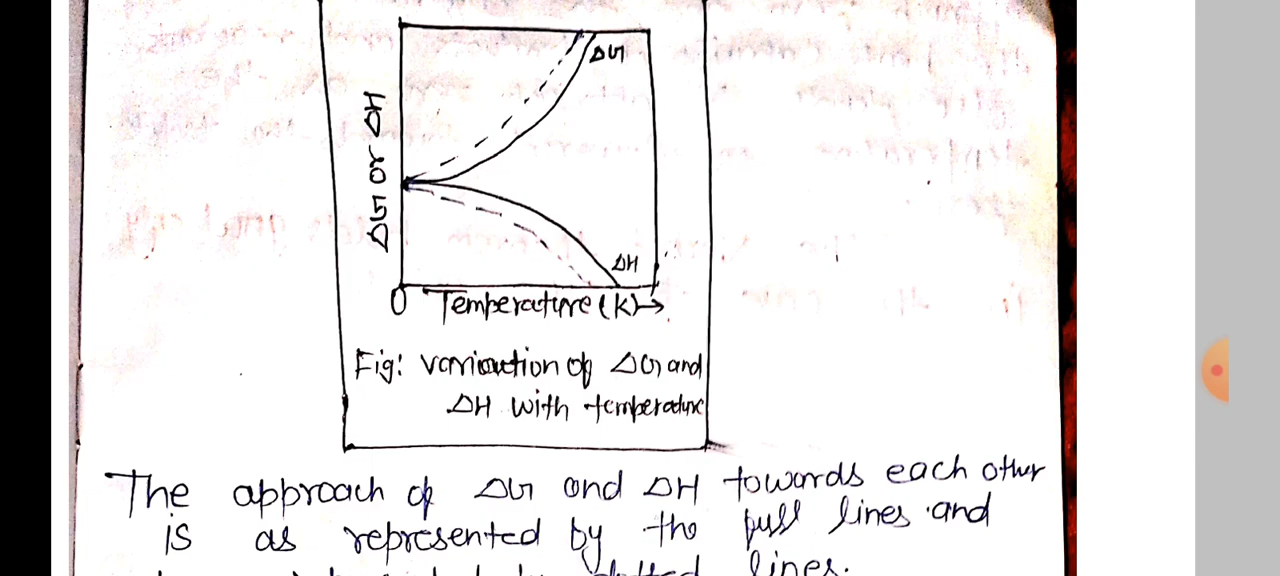 ΔG
ΔG or ΔH
ΔH
0 Temperature (K)→
Fig: variation of ΔG and
ΔH with temperature
The approach of ΔG and ΔH towards each other
is as represented by the full lines and
lines.